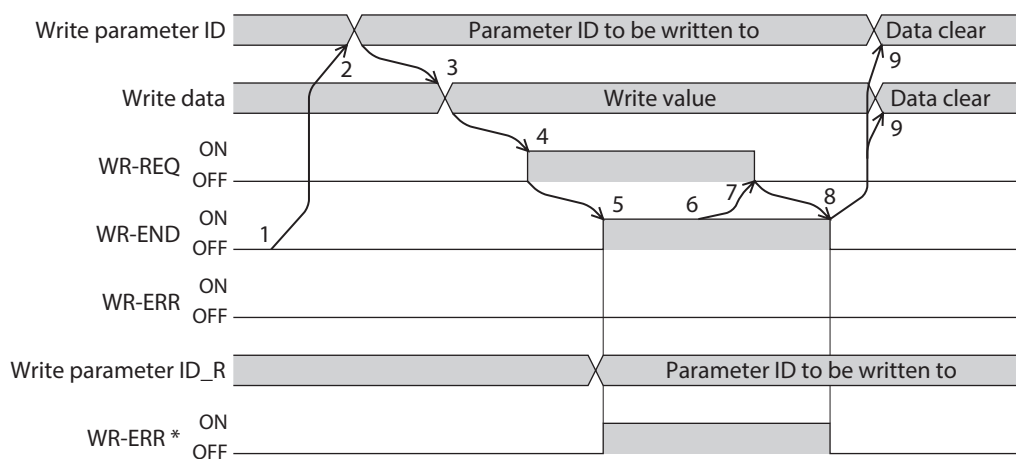 Write parameter ID Parameter ID to be written to Data clear
2 3 9
Write data Write value Data clear
4 9
ON
WR-REQ
OFF
5 6 7 8
ON
WR-END
1
OFF
ON
WR-ERR
OFF
Write parameter ID_R Parameter ID to be written to
ON
WR-ERR *
OFF